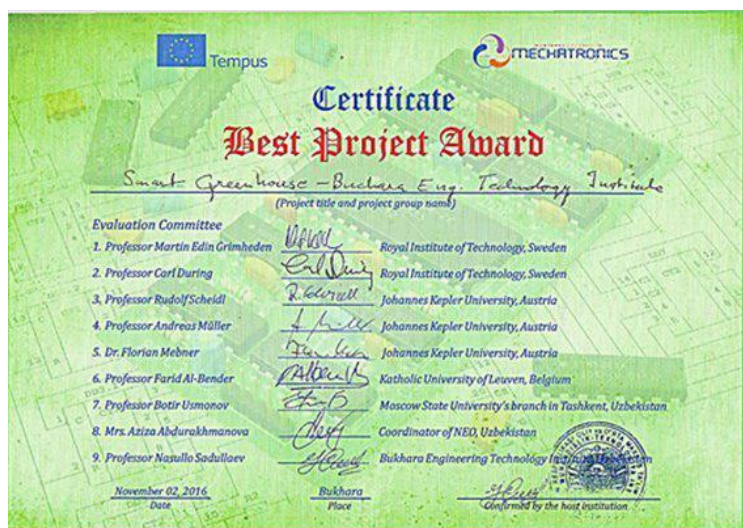 Tempus
MECHATRONICS
Certificate
Best Project Award
Smart Greenhouse - Buchara Eng. Technology Institute
(Project title and project group name)
Evaluation Committee
1. Professor Martin Edin Grimheden Royal Institute of Technology, Sweden
2. Professor Carl During Royal Institute of Technology, Sweden
3. Professor Rudolf Scheidl Johannes Kepler University, Austria
4. Professor Andreas Müller Johannes Kepler University, Austria
5. Dr. Florian Mebner Johannes Kepler University, Austria
6. Professor Farid Al-Bender Katholic University of Leuven, Belgium
7. Professor Botir Usmonov Moscow State University's branch in Tashkent, Uzbekistan
8. Mrs. Aziza Abdurakhmanova Coordinator of NEO, Uzbekistan
9. Professor Nasullo Sadullaev Bukhara Engineering Technology Institute, Uzbekistan
November 02, 2016 Bukhara
Date Place Confirmed by the host institution